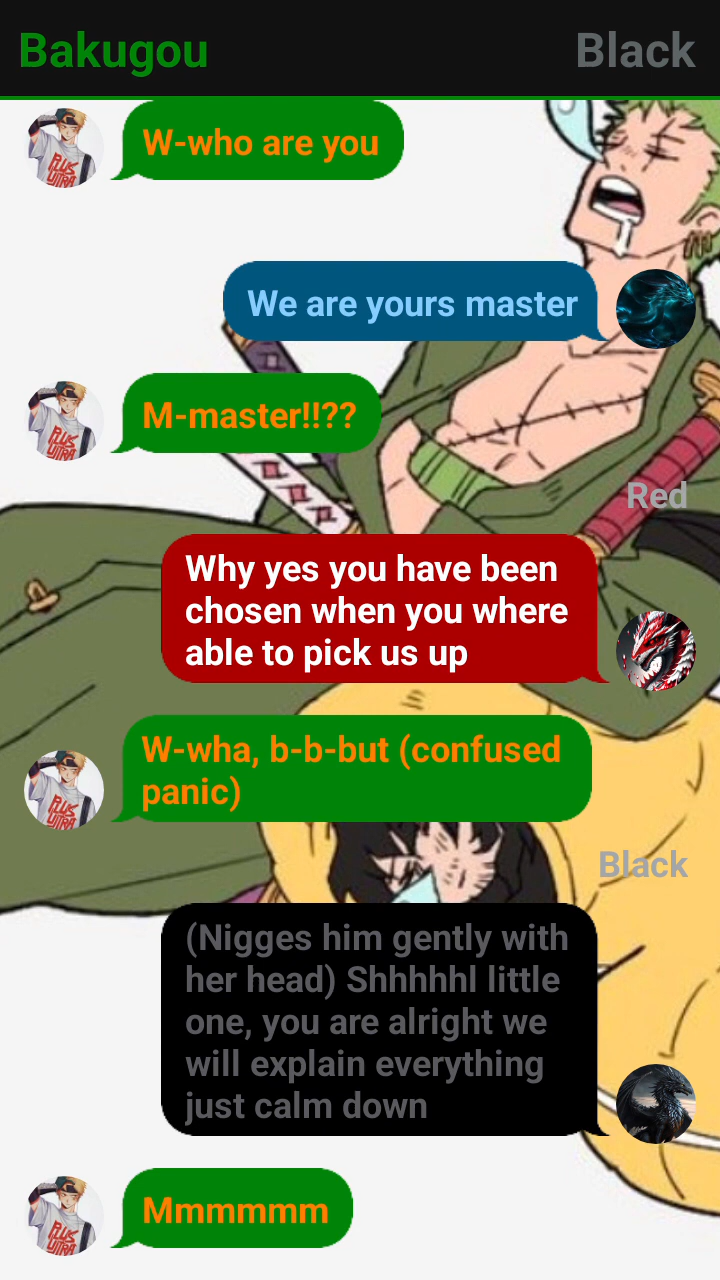 Bakugou Black
W-who are you
We are yours master
M-master!!??
Red
Why yes you have been
chosen when you where
able to pick us up
W-wha, b-b-but (confused
panic)
Black
(Nigges him gently with
her head) Shhhhhl little
one, you are alright we
will explain everything
just calm down
Mmmmmm
PLUS
ULTRA